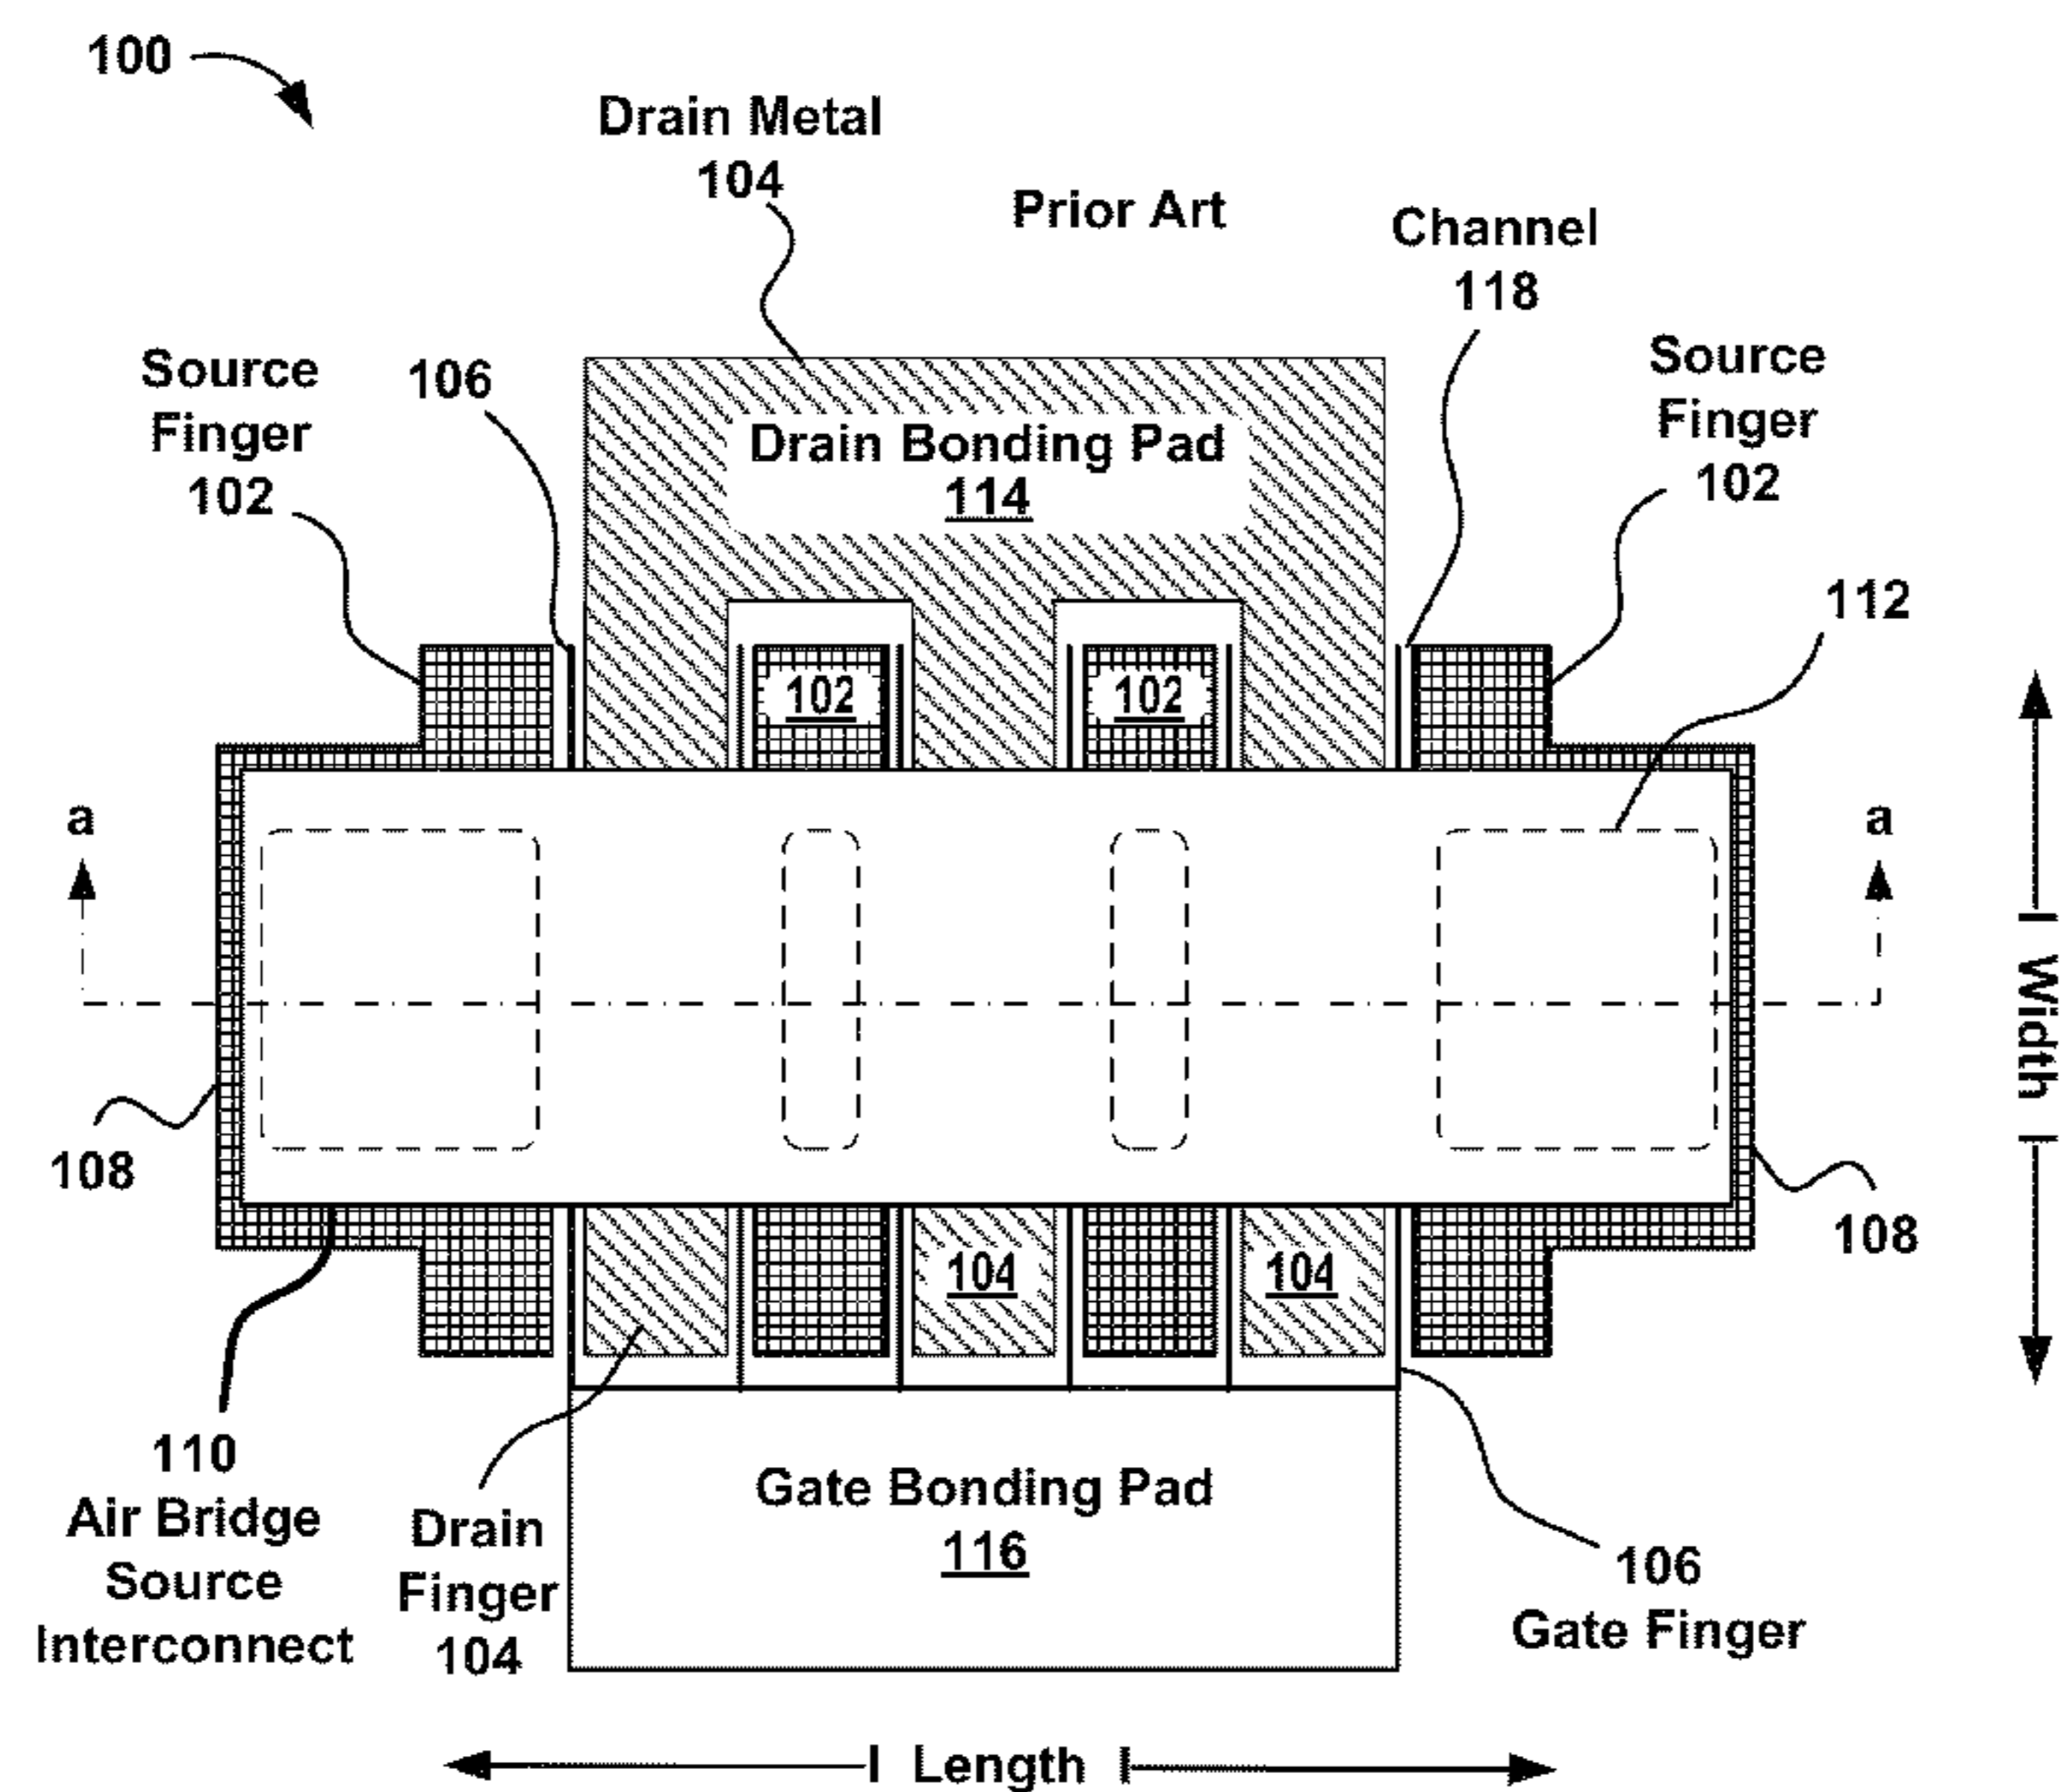 100
Drain Metal
104
Prior Art
Channel
118
Source
Finger
102
106
Source
Finger
102
Drain Bonding Pad
114
112
102
102
a
a
I Width I
108
108
104
104
110
Air Bridge
Source
Interconnect
Drain
Finger
104
Gate Bonding Pad
116
106
Gate Finger
I Length I